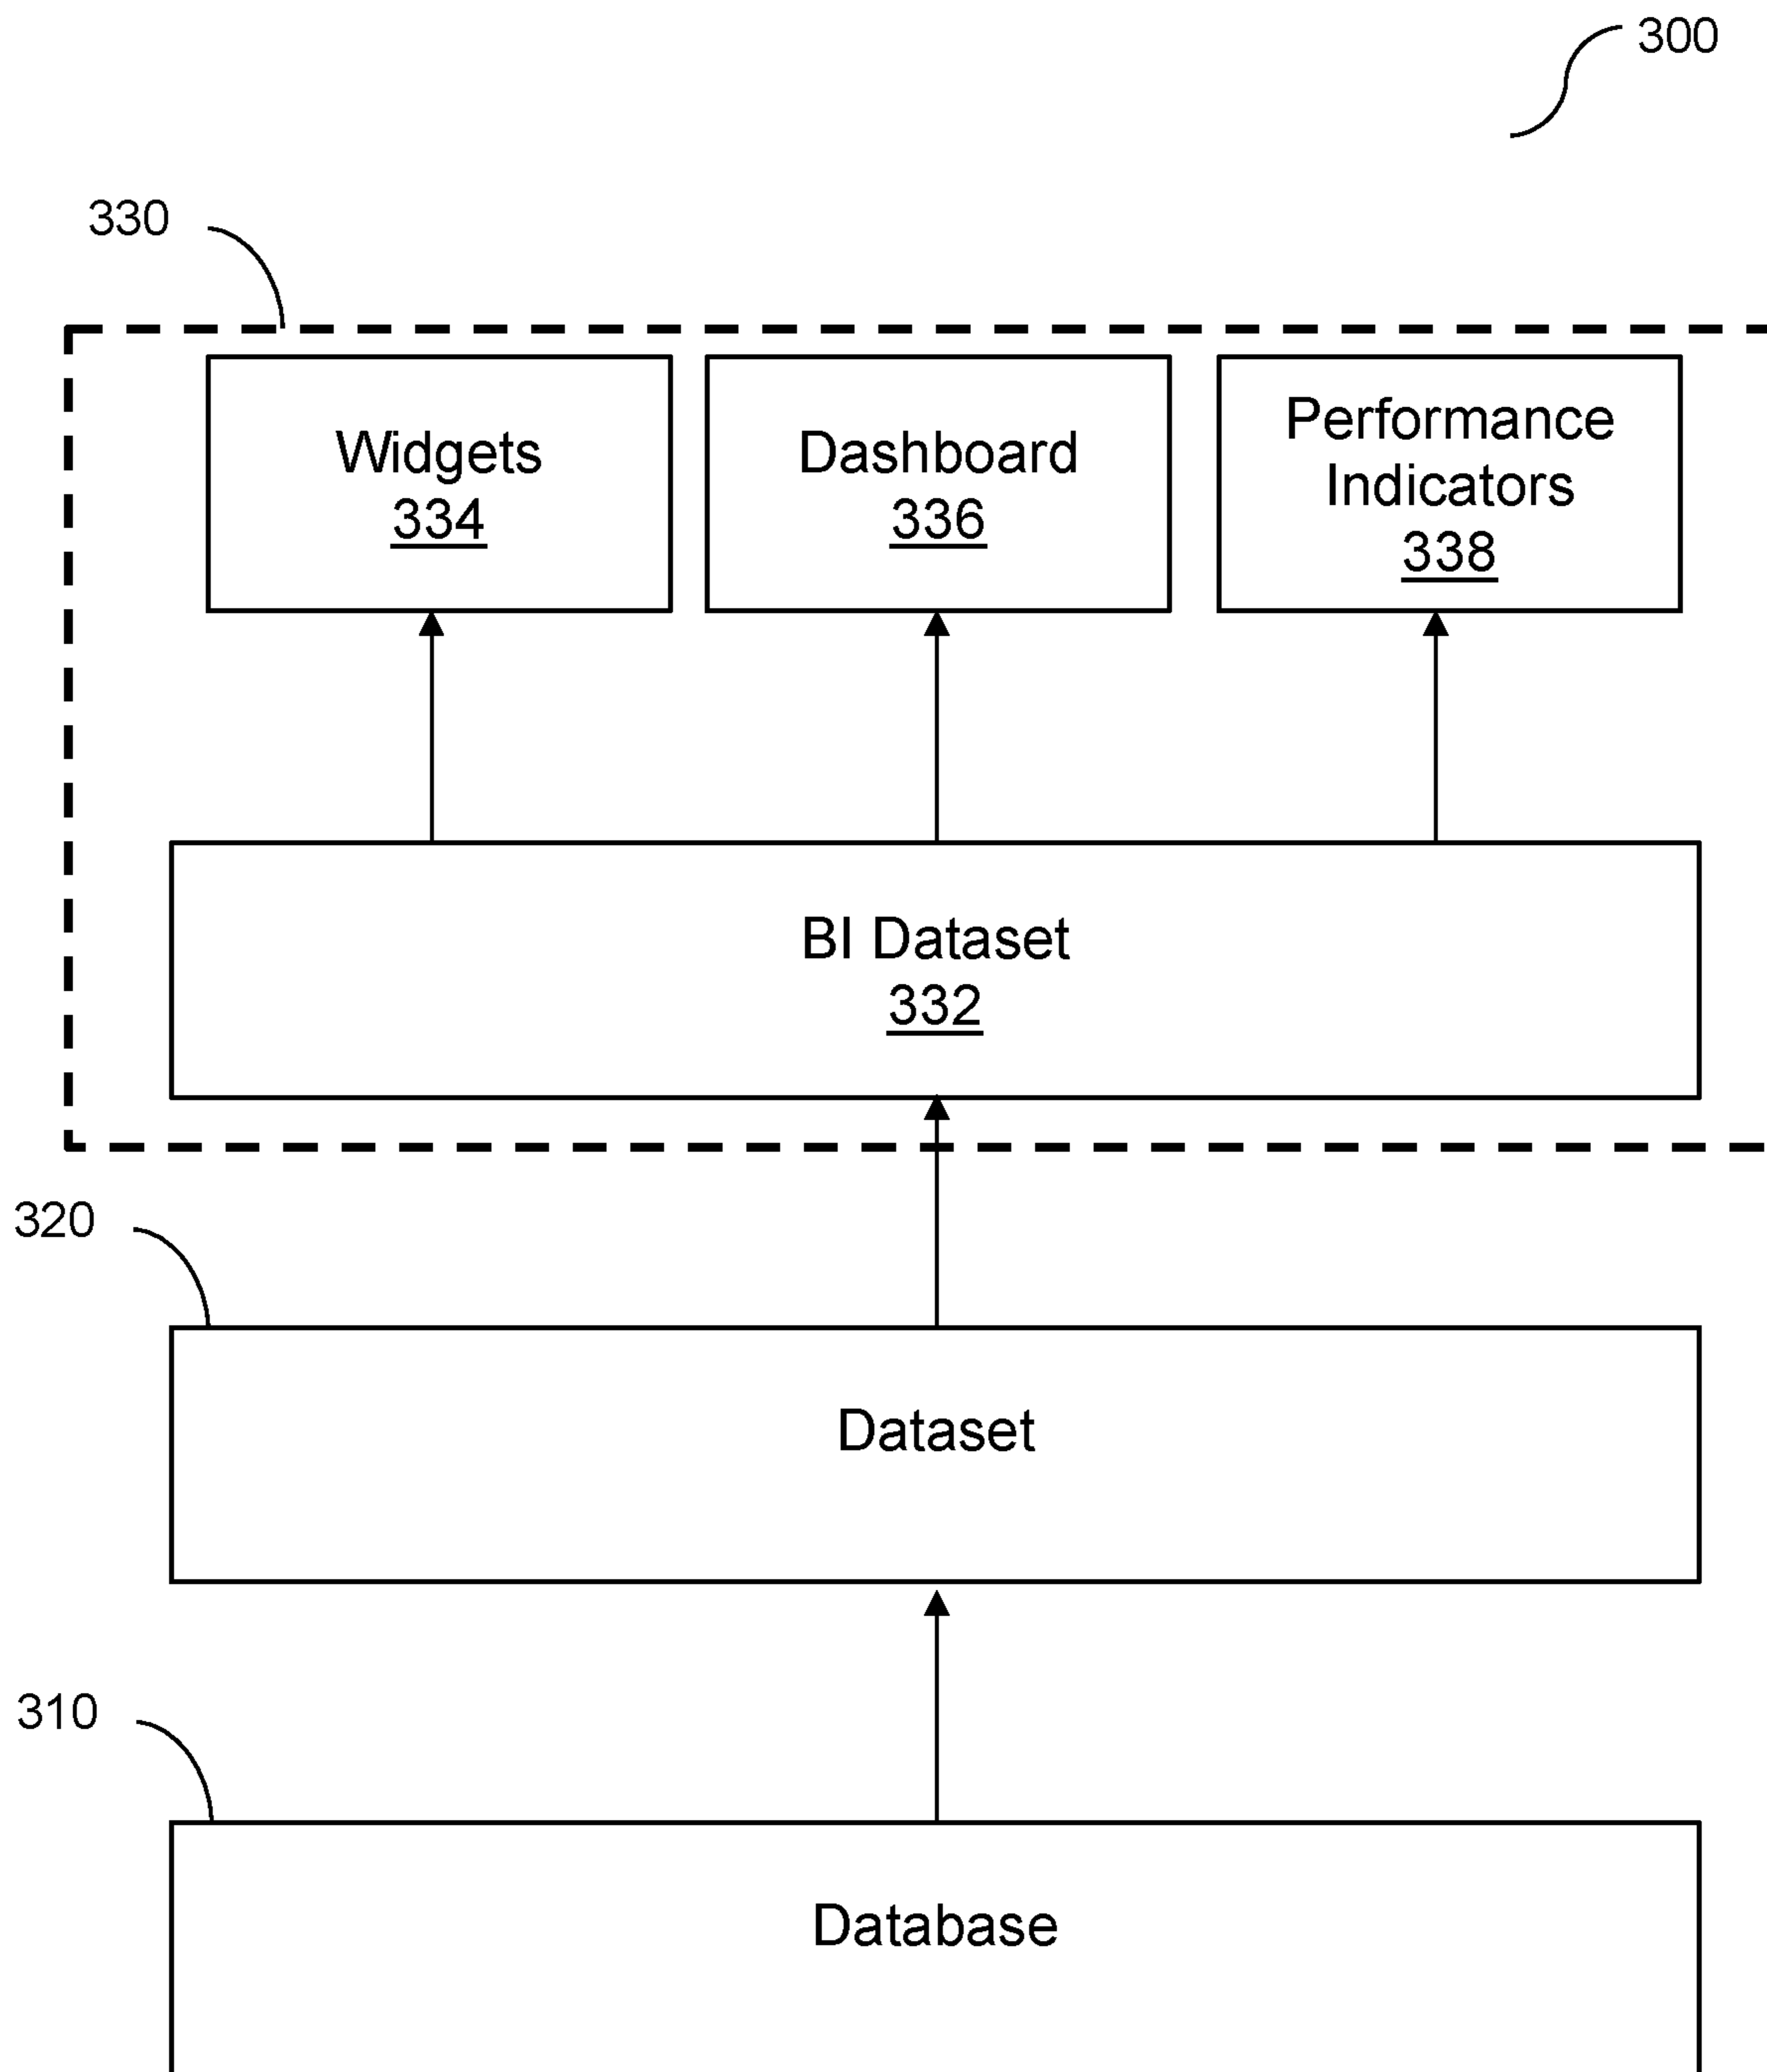 300
330
Widgets
334
Dashboard
336
Performance
Indicators
338
BI Dataset
332
320
Dataset
310
Database